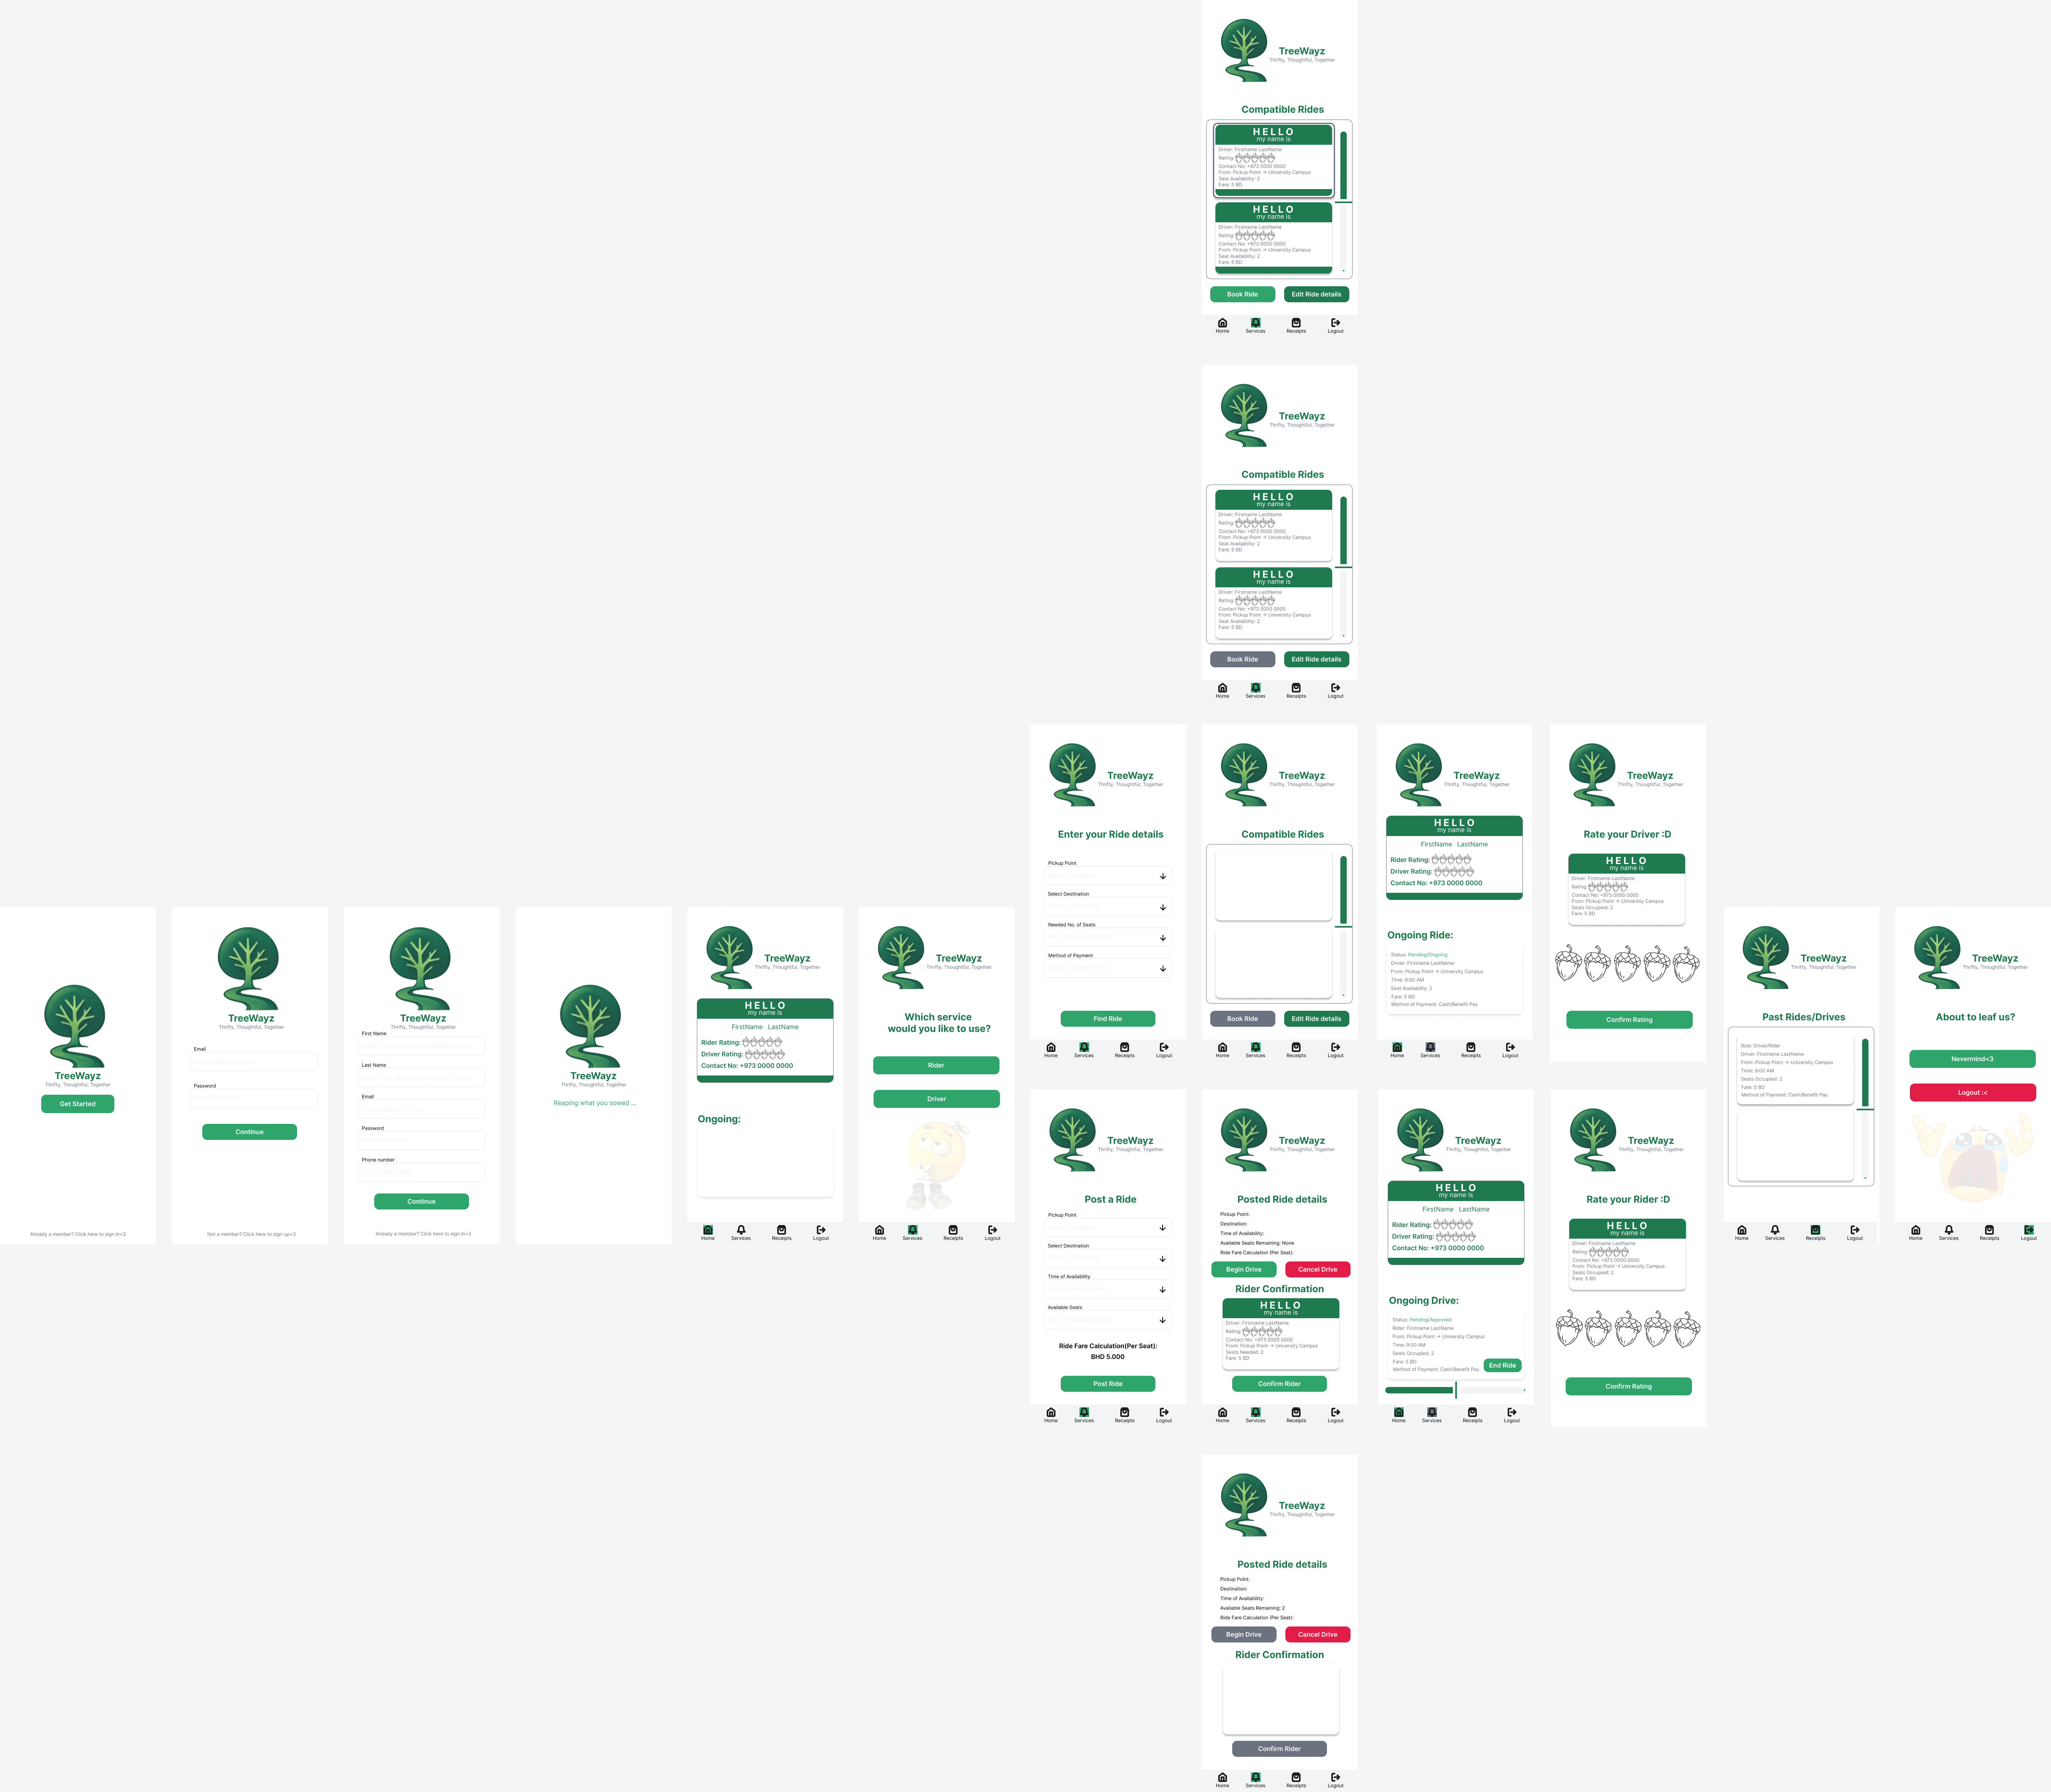 TreeWayz
Thrifty, Thoughtful, Together
Compatible Rides
HELLO
my name is
Driver: Firstname LastName
Rating:
Contact No: +973 0000 0000
From: Pickup Point → University Campus
Seat Availability: 2
Fare: 5 BD
HELLO
my name is
Driver: Firstname LastName
Rating:
Contact No: +973 0000 0000
From: Pickup Point → University Campus
Seat Availability: 2
Fare: 5 BD
Book Ride
Edit Ride details
Home
Services
Receipts
Logout
TreeWayz
Thrifty, Thoughtful, Together
Compatible Rides
HELLO
my name is
Driver: Firstname LastName
Rating:
Contact No: +973 0000 0000
From: Pickup Point → University Campus
Seat Availability: 2
Fare: 5 BD
HELLO
my name is
Driver: Firstname LastName
Rating:
Contact No: +973 0000 0000
From: Pickup Point → University Campus
Seat Availability: 2
Fare: 5 BD
Book Ride
Edit Ride details
Home
Services
Receipts
Logout
TreeWayz
Thrifty, Thoughtful, Together
Enter your Ride details
Pickup Point
Select Destination
Needed No. of Seats
Method of Payment
Find Ride
Home
Services
Receipts
Logout
TreeWayz
Thrifty, Thoughtful, Together
Compatible Rides
Book Ride
Edit Ride details
Home
Services
Receipts
Logout
TreeWayz
Thrifty, Thoughtful, Together
HELLO
my name is
FirstName LastName
Rider Rating:
Driver Rating:
Contact No: +973 0000 0000
Ongoing Ride:
Status: Pending/Ongoing
Driver: Firstname LastName
From: Pickup Point → University Campus
Time: 9:00 AM
Seat Availability: 2
Fare: 5 BD
Method of Payment: Cash/Benefit Pay
Home
Services
Receipts
Logout
TreeWayz
Thrifty, Thoughtful, Together
Rate your Driver :D
HELLO
my name is
Driver: Firstname LastName
Rating:
Contact No: +973 0000 0000
From: Pickup Point → University Campus
Seats Occupied: 2
Fare: 5 BD
Confirm Rating
TreeWayz
Thrifty, Thoughtful, Together
Get Started
Already a member? Click here to sign in<3
TreeWayz
Thrifty, Thoughtful, Together
Email
Password
Continue
Not a member? Click here to sign up<3
TreeWayz
Thrifty, Thoughtful, Together
First Name
Last Name
Email
Password
Phone number
Continue
Already a member? Click here to sign in<3
TreeWayz
Thrifty, Thoughtful, Together
Reaping what you sowed ...
TreeWayz
Thrifty, Thoughtful, Together
HELLO
my name is
FirstName LastName
Rider Rating:
Driver Rating:
Contact No: +973 0000 0000
Ongoing:
Home
Services
Receipts
Logout
TreeWayz
Thrifty, Thoughtful, Together
Which service
would you like to use?
Rider
Driver
Home
Services
Receipts
Logout
TreeWayz
Thrifty, Thoughtful, Together
Past Rides/Drives
Role: Driver/Rider
Driver: Firstname LastName
From: Pickup Point → University Campus
Time: 9:00 AM
Seats Occupied: 2
Fare: 5 BD
Method of Payment: Cash/Benefit Pay
Home
Services
Receipts
Logout
TreeWayz
Thrifty, Thoughtful, Together
About to leaf us?
Nevermind<3
Logout :<
Home
Services
Receipts
Logout
TreeWayz
Thrifty, Thoughtful, Together
Post a Ride
Pickup Point
Select Destination
Time of Availability
Available Seats
Ride Fare Calculation(Per Seat):
BHD 5.000
Post Ride
Home
Services
Receipts
Logout
TreeWayz
Thrifty, Thoughtful, Together
Posted Ride details
Pickup Point:
Destination:
Time of Availability:
Available Seats Remaining: None
Ride Fare Calculation (Per Seat):
Begin Drive
Cancel Drive
Rider Confirmation
HELLO
my name is
Driver: Firstname LastName
Rating:
Contact No: +973 0000 0000
From: Pickup Point → University Campus
Seats Needed: 2
Fare: 5 BD
Confirm Rider
Home
Services
Receipts
Logout
TreeWayz
Thrifty, Thoughtful, Together
HELLO
my name is
FirstName LastName
Rider Rating:
Driver Rating:
Contact No: +973 0000 0000
Ongoing Drive:
Status: Pending/Approved
Rider: Firstname LastName
From: Pickup Point → University Campus
Time: 9:00 AM
Seats Occupied: 2
Fare: 5 BD
Method of Payment: Cash/Benefit Pay
End Ride
Home
Services
Receipts
Logout
TreeWayz
Thrifty, Thoughtful, Together
Rate your Rider :D
HELLO
my name is
Driver: Firstname LastName
Rating:
Contact No: +973 0000 0000
From: Pickup Point → University Campus
Seats Occupied: 2
Fare: 5 BD
Confirm Rating
TreeWayz
Thrifty, Thoughtful, Together
Posted Ride details
Pickup Point:
Destination:
Time of Availability:
Available Seats Remaining: 2
Ride Fare Calculation (Per Seat):
Begin Drive
Cancel Drive
Rider Confirmation
Confirm Rider
Home
Services
Receipts
Logout